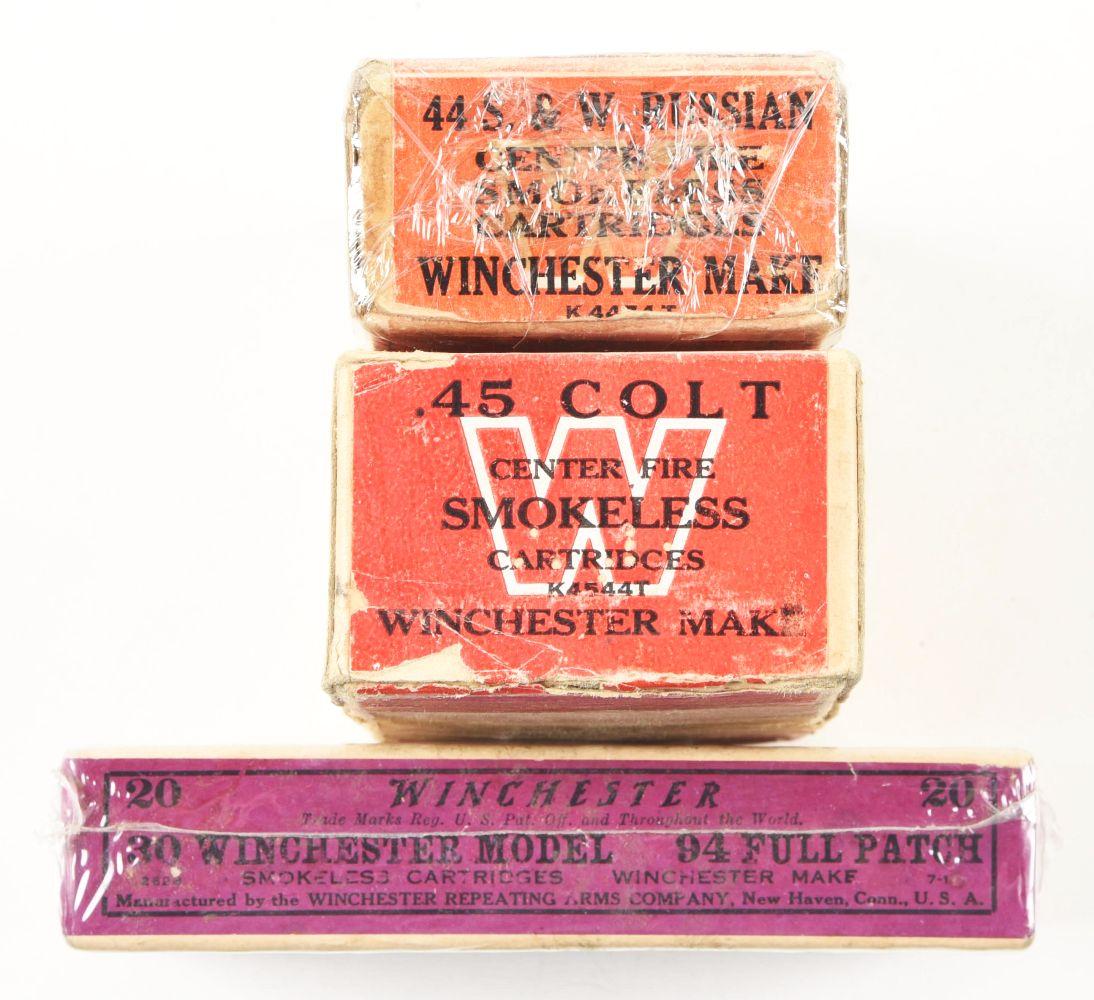 44 S. & W. RUSSIAN
CENTER FIRE
SMOKELESS
CARTRIDGES
WINCHESTER MAKE
.45 COLT
W
CENTER FIRE
SMOKELESS
CARTRIDGES
K4544T
WINCHESTER MAKE
20 WINCHESTER 20
Trade Marks Reg. U. S. Pat. Off. and Throughout the World.
30 WINCHESTER MODEL 94 FULL PATCH
SMOKELESS CARTRIDGES WINCHESTER MAKE
Manufactured by the WINCHESTER REPEATING ARMS COMPANY, New Haven, Conn., U. S. A.